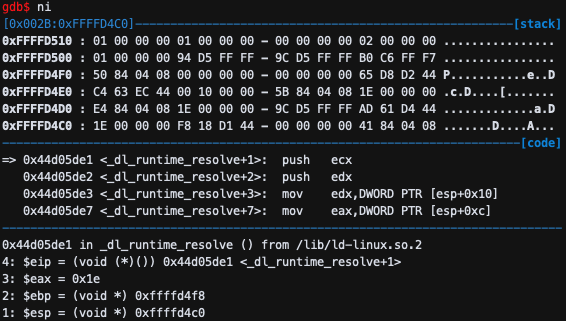 gdb$ ni
[0x002B:0xFFFFD4C0]------------------------------------------------------[stack]
0xFFFFD510 : 01 00 00 00 01 00 00 00 - 00 00 00 00 02 00 00 00 ................
0xFFFFD500 : 01 00 00 00 94 D5 FF FF - 9C D5 FF FF B0 C6 FF F7 ................
0xFFFFD4F0 : 50 84 04 08 00 00 00 00 - 00 00 00 00 65 D8 D2 44 P...........e..D
0xFFFFD4E0 : C4 63 EC 44 00 10 00 00 - 5B 84 04 08 1E 00 00 00 .c.D....[.......
0xFFFFD4D0 : E4 84 04 08 1E 00 00 00 - 9C D5 FF FF AD 61 D4 44 .............a.D
0xFFFFD4C0 : 1E 00 00 00 F8 18 D1 44 - 00 00 00 00 41 84 04 08 .......D....A...
--------------------------------------------------------------------------[code]
=> 0x44d05de1 <_dl_runtime_resolve+1>: push ecx
0x44d05de2 <_dl_runtime_resolve+2>: push edx
0x44d05de3 <_dl_runtime_resolve+3>: mov edx,DWORD PTR [esp+0x10]
0x44d05de7 <_dl_runtime_resolve+7>: mov eax,DWORD PTR [esp+0xc]
--------------------------------------------------------------------------------
0x44d05de1 in _dl_runtime_resolve () from /lib/ld-linux.so.2
4: $eip = (void (*)()) 0x44d05de1 <_dl_runtime_resolve+1>
3: $eax = 0x1e
2: $ebp = (void *) 0xffffd4f8
1: $esp = (void *) 0xffffd4c0